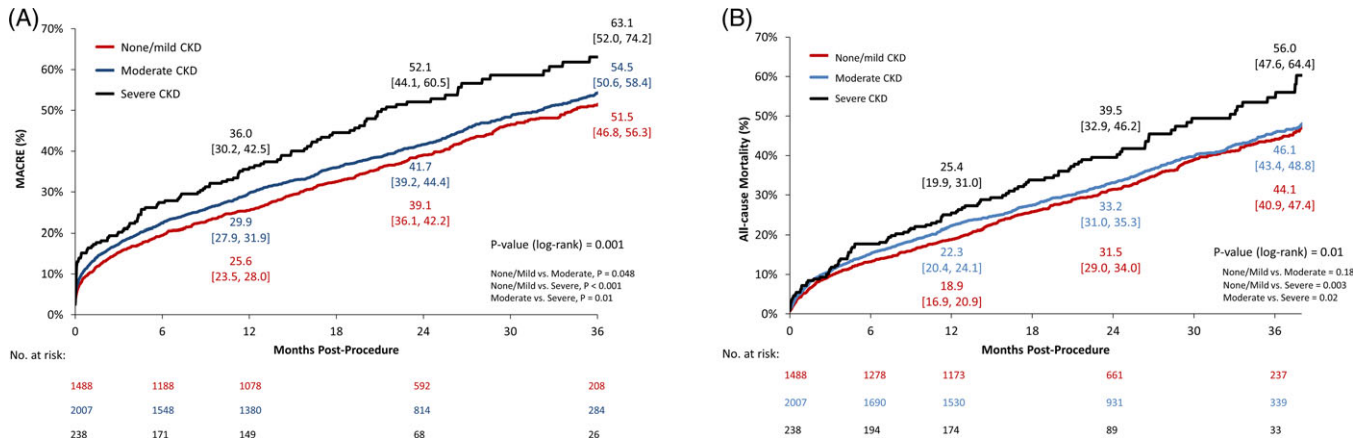 (A)
70%
60%
50%
40%
30%
20%
10%
0%
MACRE (%)
None/mild CKD
Moderate CKD
Severe CKD
36.0
[30.2, 42.5]
52.1
[44.1, 60.5]
63.1
[52.0, 74.2]
54.5
[50.6, 58.4]
51.5
[46.8, 56.3]
41.7
[39.2, 44.4]
39.1
[36.1, 42.2]
29.9
[27.9, 31.9]
25.6
[23.5, 28.0]
P-value (log-rank) = 0.001
None/Mild vs. Moderate, P = 0.048
None/Mild vs. Severe, P < 0.001
Moderate vs. Severe, P = 0.01
0 6 12 18 24 30 36
Months Post-Procedure
No. at risk:
1488 1188 1078 592 208
2007 1548 1380 814 284
238 171 149 68 26
(B)
70%
60%
50%
40%
30%
20%
10%
0%
All-cause Mortality (%)
None/mild CKD
Moderate CKD
Severe CKD
25.4
[19.9, 31.0]
39.5
[32.9, 46.2]
56.0
[47.6, 64.4]
46.1
[43.4, 48.8]
44.1
[40.9, 47.4]
33.2
[31.0, 35.3]
31.5
[29.0, 34.0]
22.3
[20.4, 24.1]
18.9
[16.9, 20.9]
P-value (log-rank) = 0.01
None/Mild vs. Moderate = 0.18
None/Mild vs. Severe = 0.003
Moderate vs. Severe = 0.02
0 6 12 18 24 30 36
Months Post-Procedure
No. at risk:
1488 1278 1173 661 237
2007 1690 1530 931 339
238 194 174 89 33